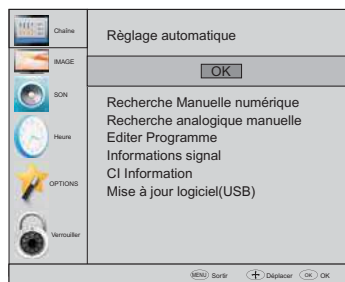 Chaîne
IMAGE
SON
Heure
OPTIONS
Verrouiller
Règlage automatique
OK
Recherche Manuelle numérique
Recherche analogique manuelle
Editer Programme
Informations signal
CI Information
Mise à jour logiciel(USB)
MENU Sortir Déplacer OK OK